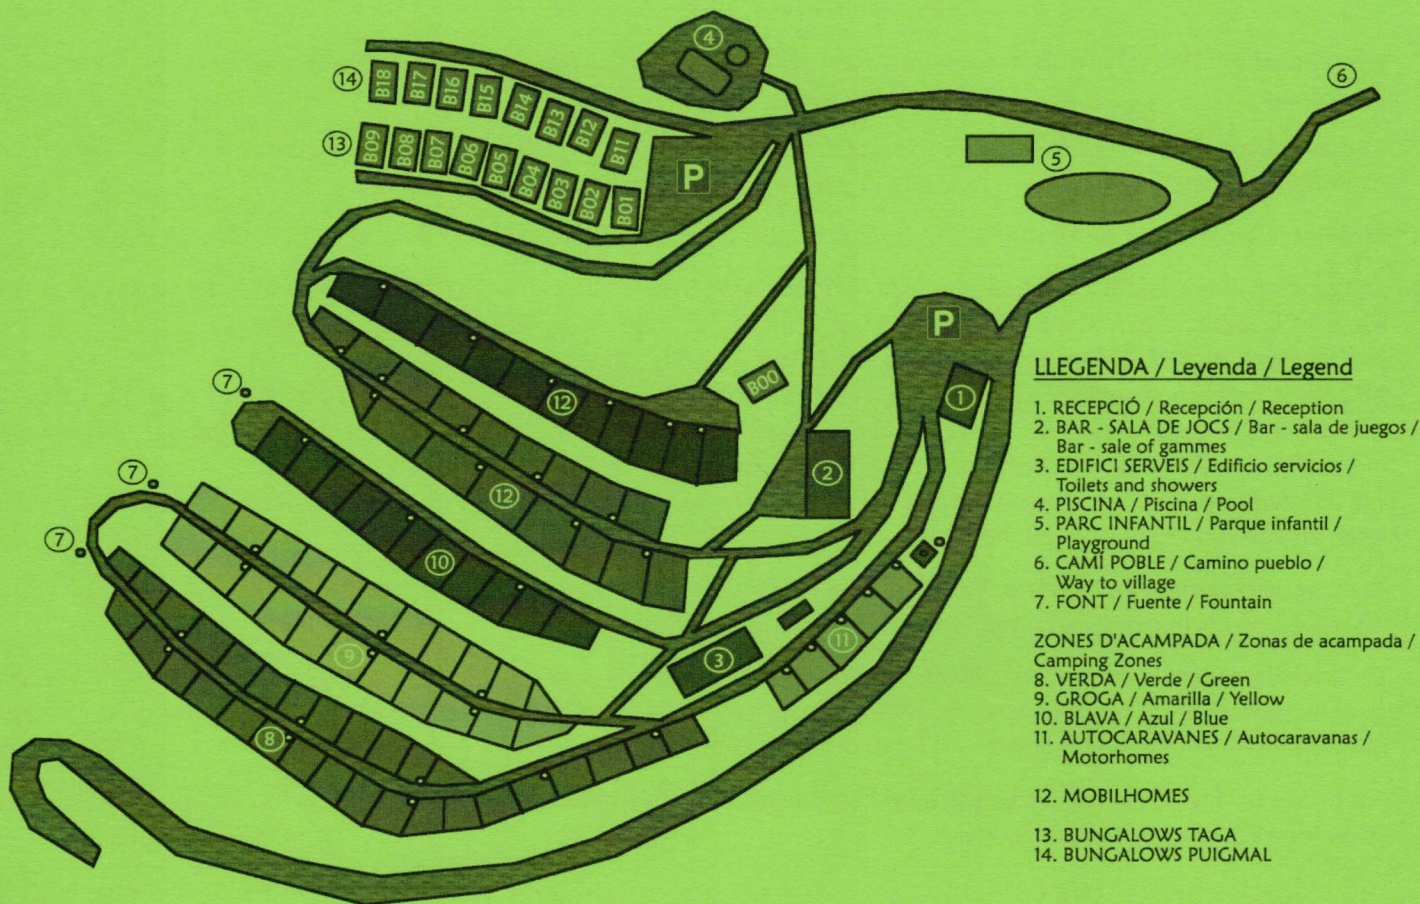 4
6
14
B18
B17
B16
B15
B14
B13
B12
B11
13
B09
B08
B07
B06
B05
B04
B03
B02
B01
P
5
P
B00
1
12
7
12
2
7
10
7
11
3
9
8
LLEGENDA / Leyenda / Legend
1. RECEPCIÓ / Recepción / Reception
2. BAR - SALA DE JOCS / Bar - sala de juegos /
Bar - sale of gammes
3. EDIFICI SERVEIS / Edificio servicios /
Toilets and showers
4. PISCINA / Piscina / Pool
5. PARC INFANTIL / Parque infantil /
Playground
6. CAMÍ POBLE / Camino pueblo /
Way to village
7. FONT / Fuente / Fountain
ZONES D'ACAMPADA / Zonas de acampada /
Camping Zones
8. VERDA / Verde / Green
9. GROGA / Amarilla / Yellow
10. BLAVA / Azul / Blue
11. AUTOCARAVANES / Autocaravanas /
Motorhomes
12. MOBILHOMES
13. BUNGALOWS TAGA
14. BUNGALOWS PUIGMAL